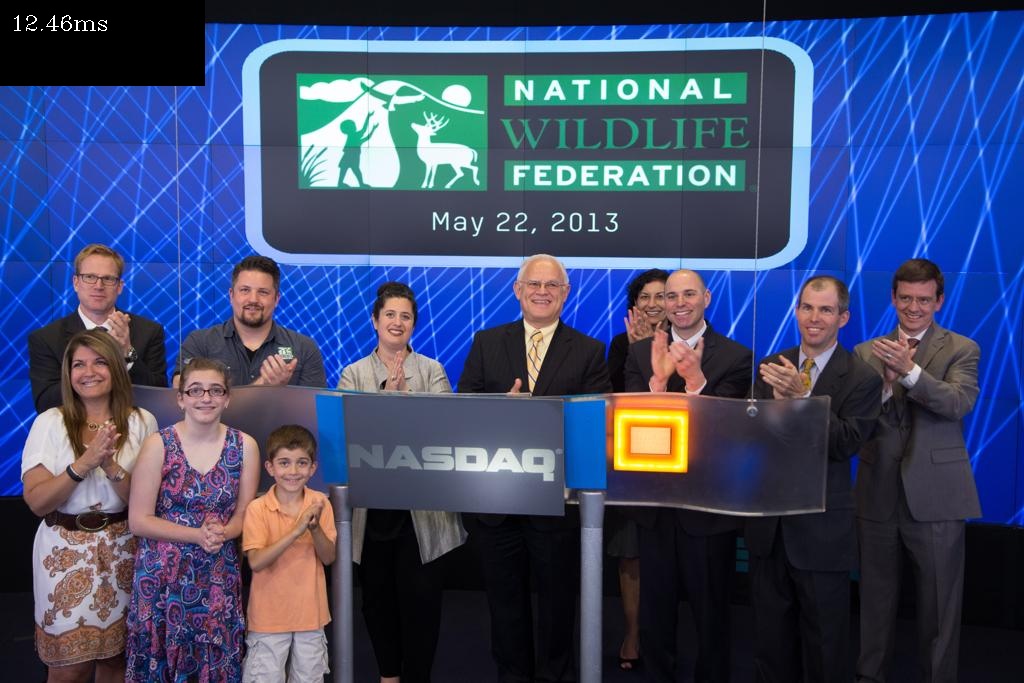 12.46ms
NATIONAL
WILDLIFE
FEDERATION
May 22, 2013
NASDAQ